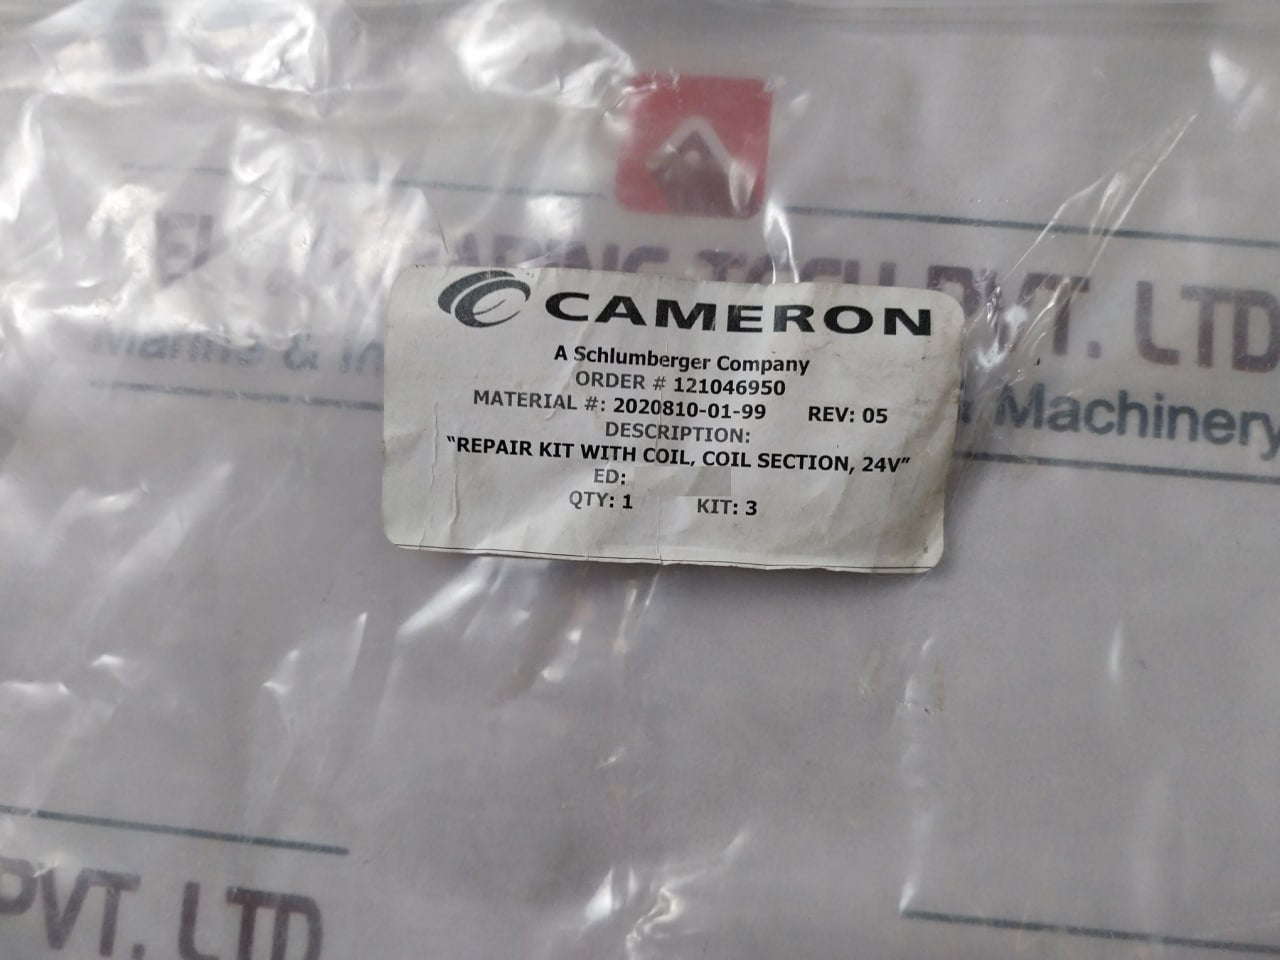 PVT. LTD
Machinery
CAMERON
A Schlumberger Company
ORDER # 121046950
MATERIAL #: 2020810-01-99 REV: 05
DESCRIPTION:
"REPAIR KIT WITH COIL, COIL SECTION, 24V"
ED:
QTY: 1 KIT: 3
PVT. LTD